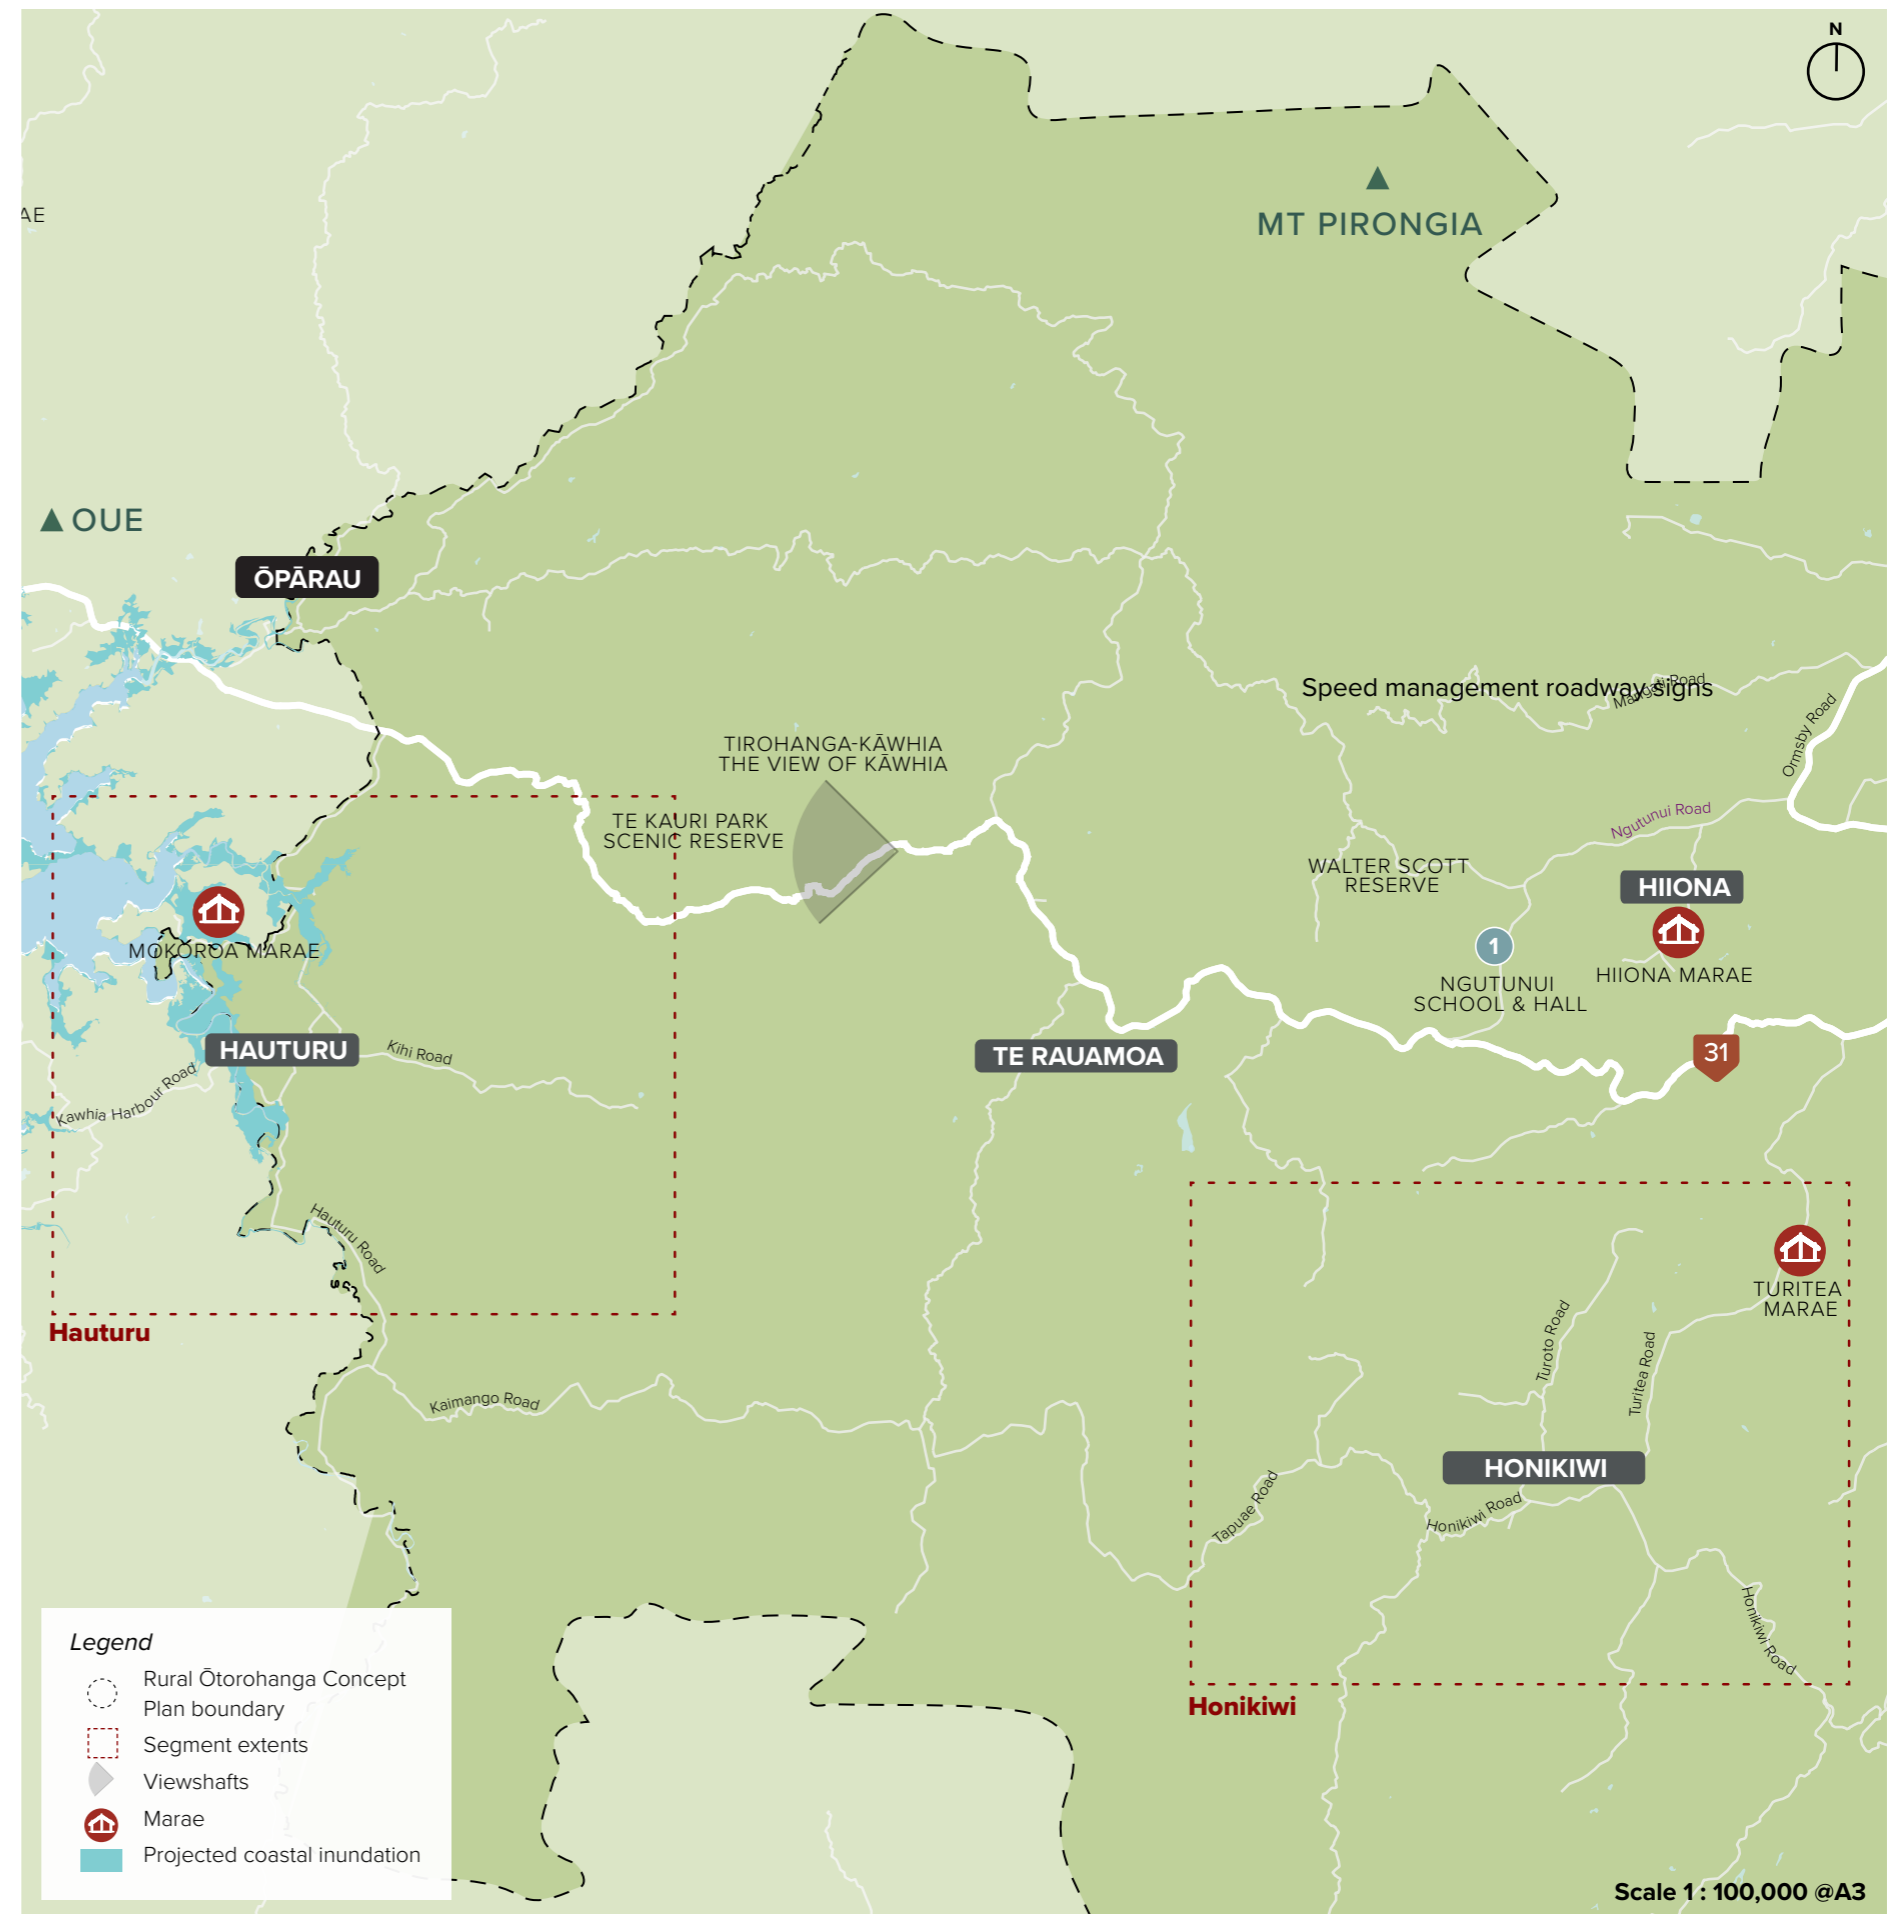 N
AE
MT PIRONGIA
OUE
ŌPĀRAU
Speed management roadway signs
Mangati Road
Ormsby Road
TIROHANGA-KĀWHIA
THE VIEW OF KĀWHIA
TE KAURI PARK
SCENIC RESERVE
Ngutunui Road
WALTER SCOTT
RESERVE
HIIONA
HIIONA MARAE
1
NGUTUNUI
SCHOOL & HALL
MOKOROA MARAE
HAUTURU
Kihi Road
Kawhia Harbour Road
TE RAUAMOA
31
Hauturu Road
Hauturu
TURITEA
MARAE
Turoto Road
Turitea Road
Kaimango Road
HONIKIWI
Tapuae Road
Honikiwi Road
Honikiwi Road
Honikiwi
Legend
Rural Ōtorohanga Concept
Plan boundary
Segment extents
Viewshafts
Marae
Projected coastal inundation
Scale 1 : 100,000 @A3